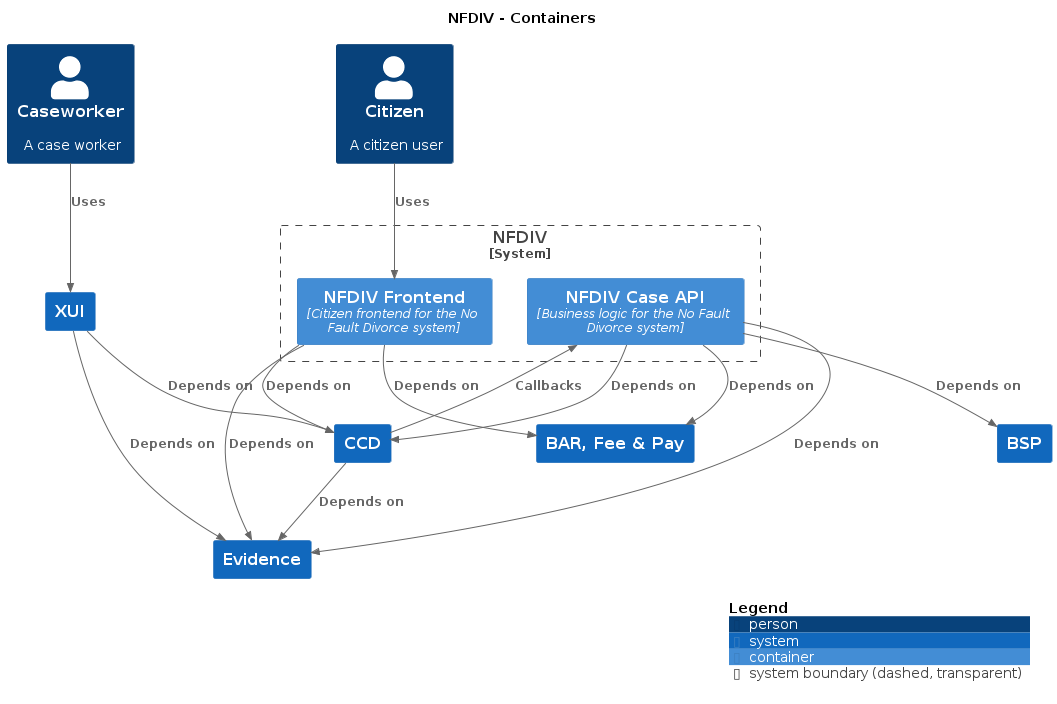 NFDIV - Containers
Caseworker
A case worker
Citizen
A citizen user
Uses
Uses
NFDIV
[System]
NFDIV Frontend
[Citizen frontend for the No
Fault Divorce system]
NFDIV Case API
[Business logic for the No Fault
Divorce system]
XUI
Depends on
Depends on
Depends on
Callbacks
Depends on
Depends on
Depends on
CCD
BAR, Fee & Pay
BSP
Depends on
Depends on
Depends on
Depends on
Evidence
Legend
person
system
container
system boundary (dashed, transparent)